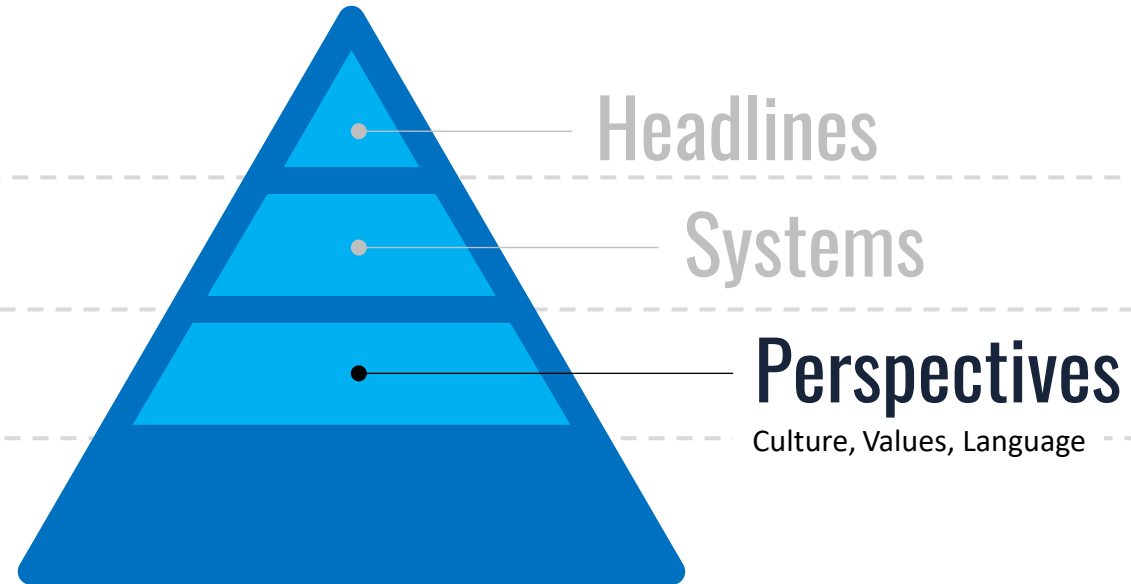 Headlines
Systems
Perspectives
Culture, Values, Language